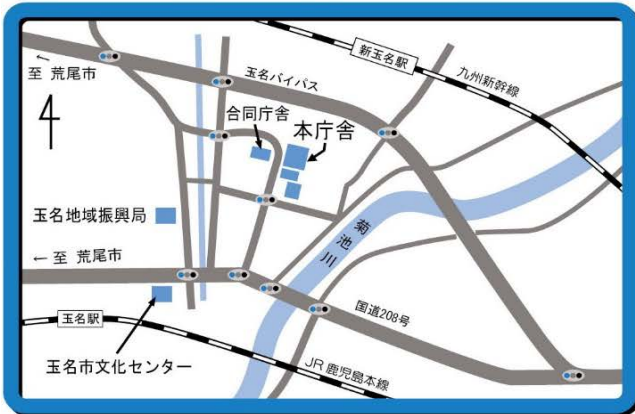 ←
至 荒尾市
玉名バイパス
新玉名駅
九州新幹線
合同庁舎
本庁舎
玉名地域振興局
← 至 荒尾市
菊池川
玉名駅
国道208号
玉名市文化センター
JR鹿児島本線